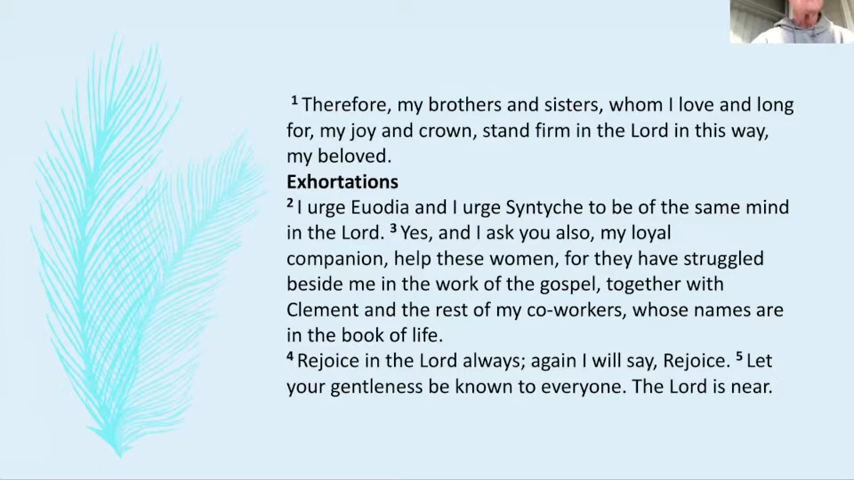 1 Therefore, my brothers and sisters, whom I love and long
for, my joy and crown, stand firm in the Lord in this way,
my beloved.
Exhortations
2 I urge Euodia and I urge Syntyche to be of the same mind
in the Lord. 3 Yes, and I ask you also, my loyal
companion, help these women, for they have struggled
beside me in the work of the gospel, together with
Clement and the rest of my co-workers, whose names are
in the book of life.
4 Rejoice in the Lord always; again I will say, Rejoice. 5 Let
your gentleness be known to everyone. The Lord is near.